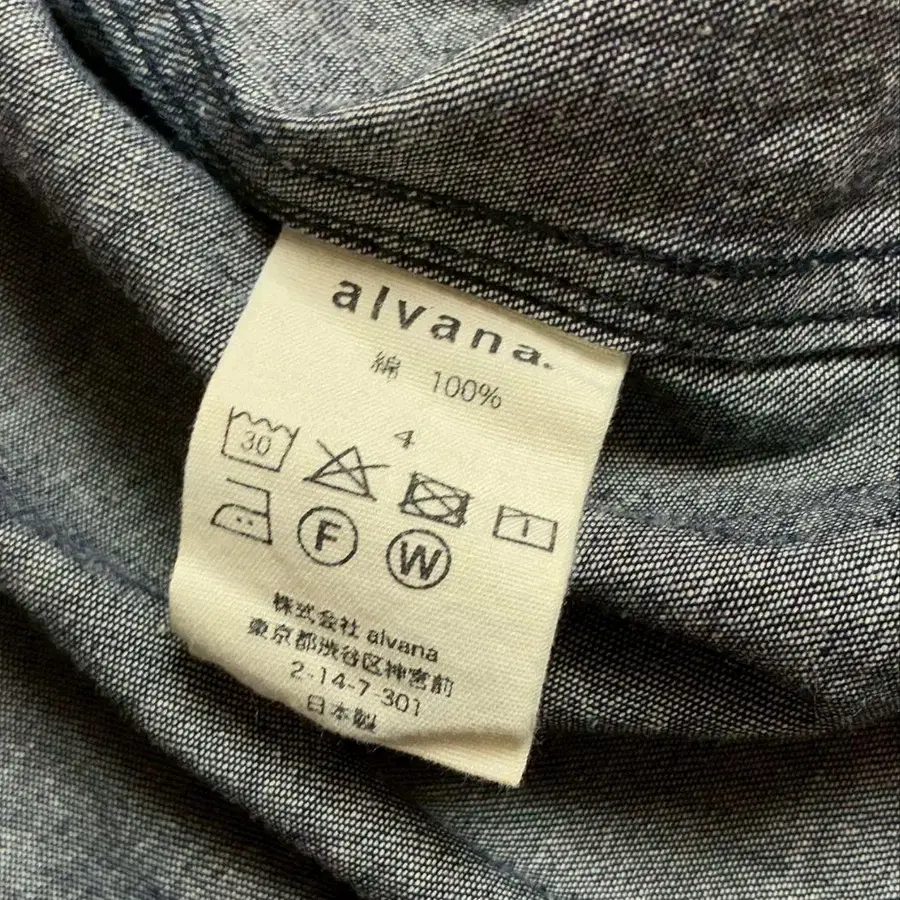 alvana.
綿 100%
4
30
F W
株式会社 alvana
東京都渋谷区神宮前
2-14-7 301
日本製